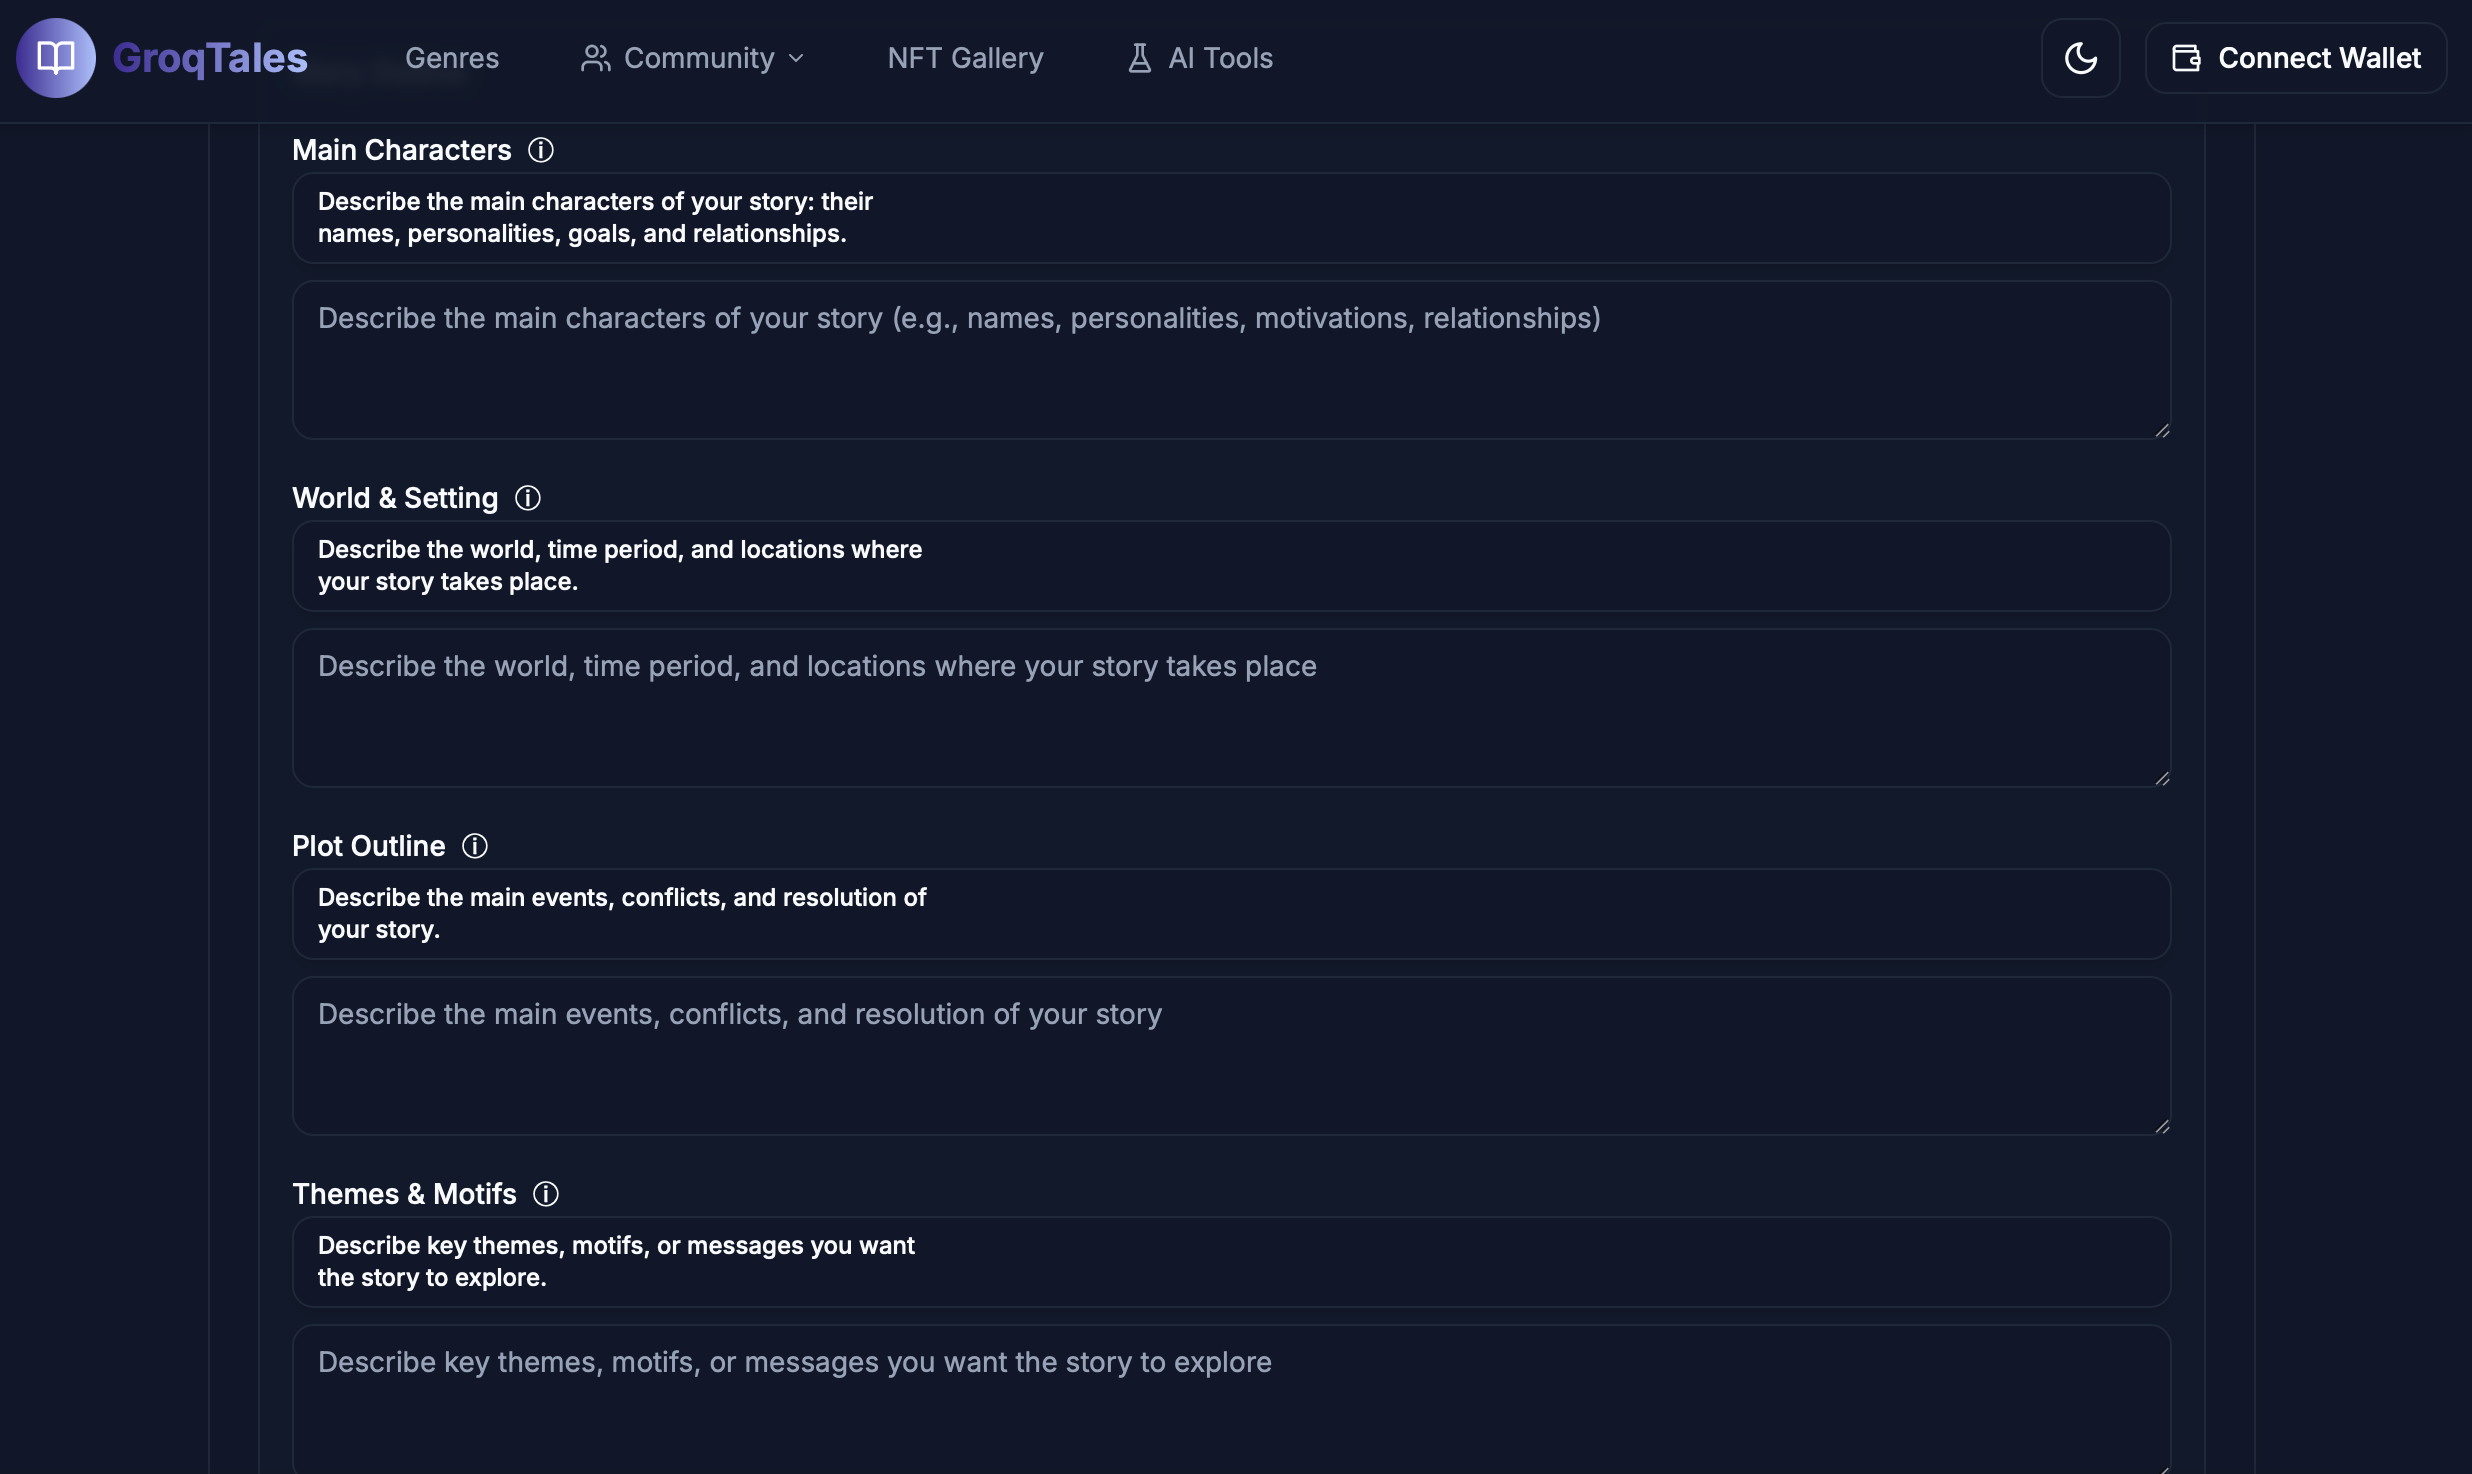 GroqTales
Genres
Community
NFT Gallery
AI Tools
Connect Wallet
Main Characters
Describe the main characters of your story: their
names, personalities, goals, and relationships.
Describe the main characters of your story (e.g., names, personalities, motivations, relationships)
World & Setting
Describe the world, time period, and locations where
your story takes place.
Describe the world, time period, and locations where your story takes place
Plot Outline
Describe the main events, conflicts, and resolution of
your story.
Describe the main events, conflicts, and resolution of your story
Themes & Motifs
Describe key themes, motifs, or messages you want
the story to explore.
Describe key themes, motifs, or messages you want the story to explore